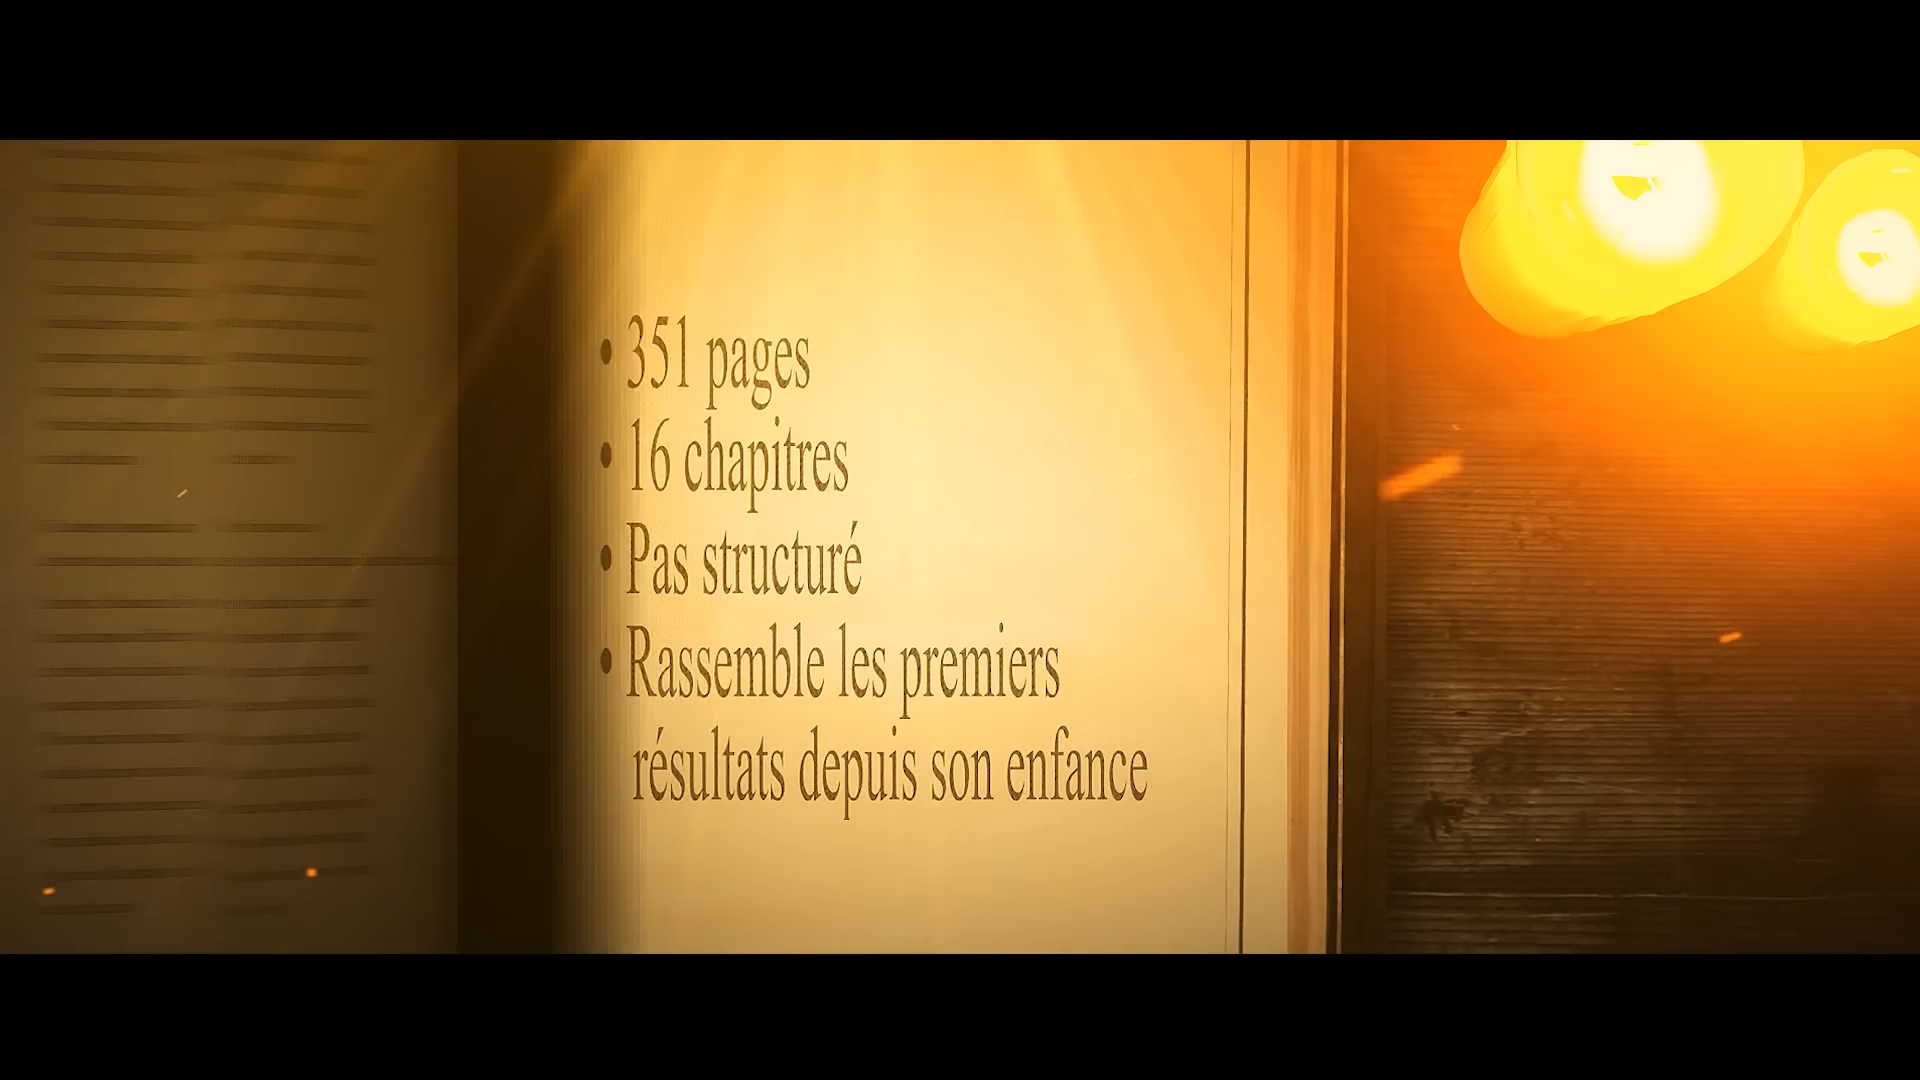 • 351 pages
• 16 chapitres
• Pas structuré
• Rassemble les premiers
résultats depuis son enfance